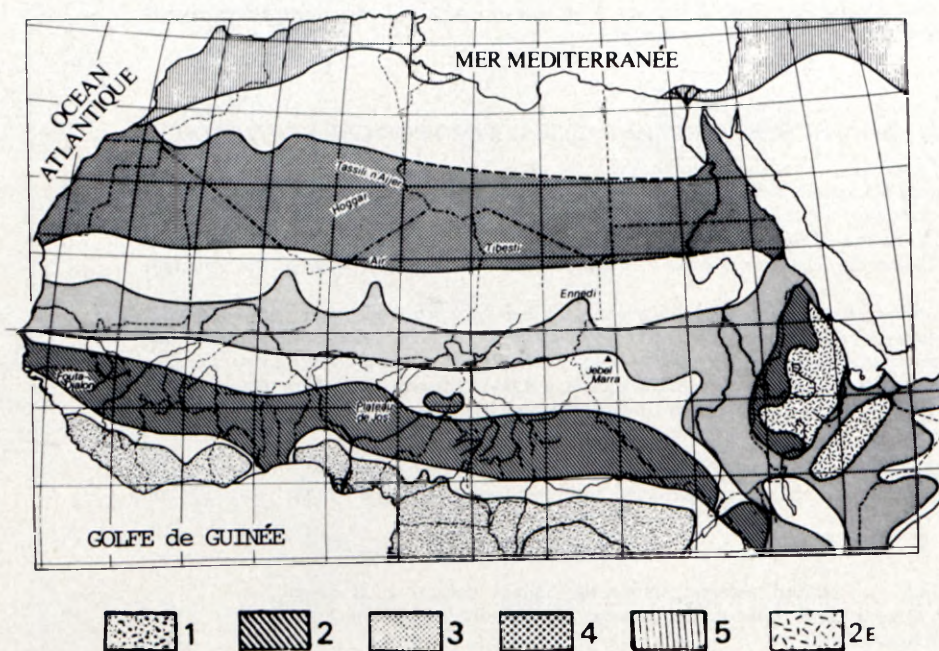 MER MEDITERRANÉE
OCEAN
ATLANTIQUE
Tassili n'Ajjer
Hoggar
Aïr
Tibesti
Ennedi
Fouta-
Djalon
Plateau
de Jos
Jebel
Marra
GOLFE de GUINÉE
1 2 3 4 5 2E